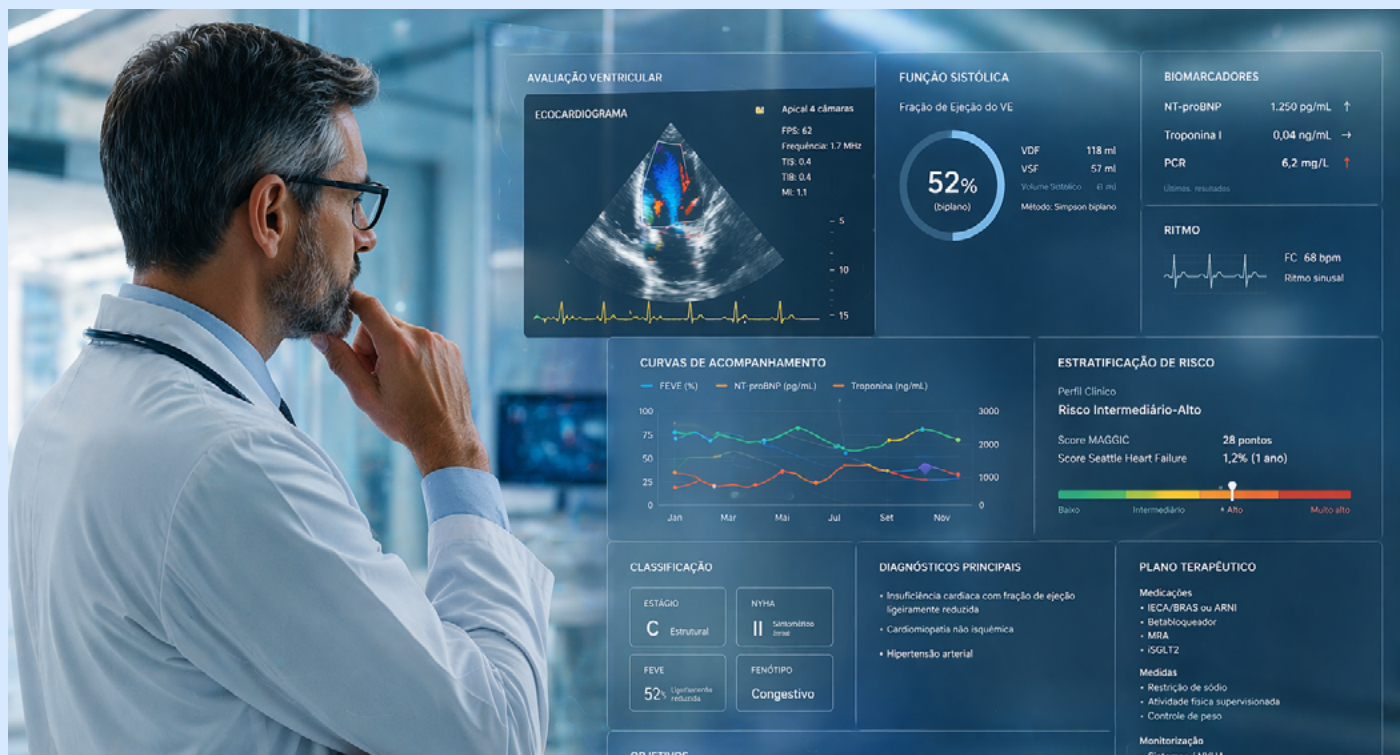 AVALIAÇÃO VENTRICULAR
ECOCARDIOGRAMA
Apical 4 câmaras
FPS: 62
Frequência: 1.7 MHz
TIS: 0.4
TIB: 0.4
MI: 1.1
5
10
15
FUNÇÃO SISTÓLICA
Fração de Ejeção do VE
52%
(biplano)
VDF 118 ml
VSF 57 ml
Volume
Método: Simpson biplano
BIOMARCADORES
NT-proBNP 1.250 pg/mL ↑
Troponina I 0,04 ng/mL →
PCR 6,2 mg/L ↑
Últimos resultados
RITMO
FC 68 bpm
Ritmo sinusal
CURVAS DE ACOMPANHAMENTO
FEVE (%) NT-proBNP (pg/mL) Troponina (ng/mL)
100 3000
75 2000
50
25 1000
0 0
Jan Mar Mai Jul Set Nov
ESTRATIFICAÇÃO DE RISCO
Perfil Clínico
Risco Intermediário-Alto
Score MAGGIC 28 pontos
Score Seattle Heart Failure 1,2% (1 ano)
Baixo Intermediário Alto Muito alto
CLASSIFICAÇÃO
ESTÁGIO
C Estrutural
NYHA
II
FEVE
52% Ligeiramente
reduzida
FENÓTIPO
Congestivo
DIAGNÓSTICOS PRINCIPAIS
• Insuficiência cardíaca com fração de ejeção
ligeiramente reduzida
• Cardiomiopatia não isquêmica
• Hipertensão arterial
PLANO TERAPÊUTICO
Medicações
• IECA/BRAS ou ARNI
• Betabloqueador
• MRA
• iSGLT2
Medidas
• Restrição de sódio
• Atividade física supervisionada
• Controle de peso
Monitorização
OBJETIVOS